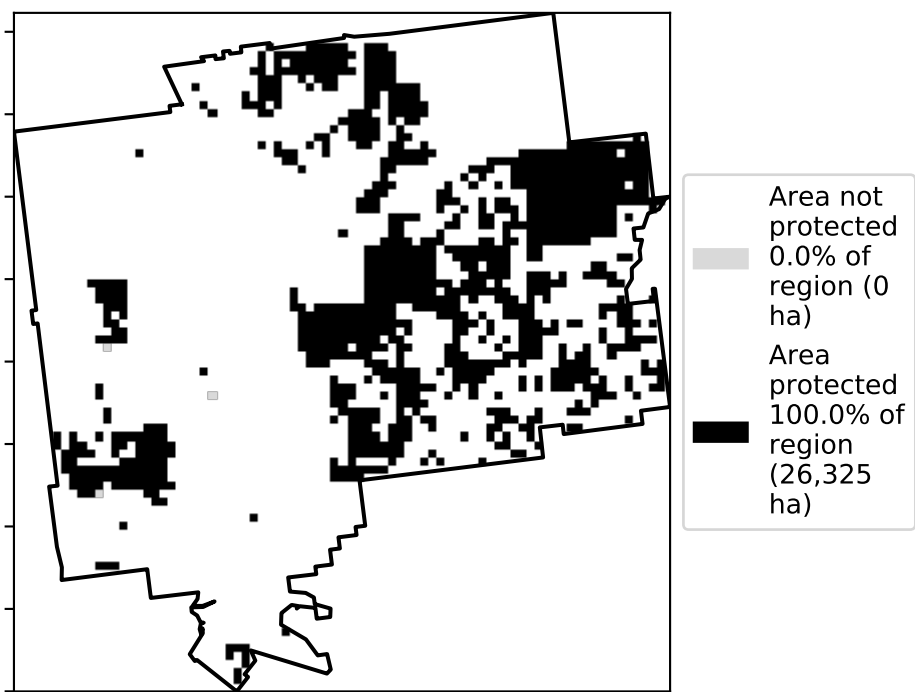 Area not
protected
0.0% of
region (0
ha)
Area
protected
100.0% of
region
(26,325
ha)